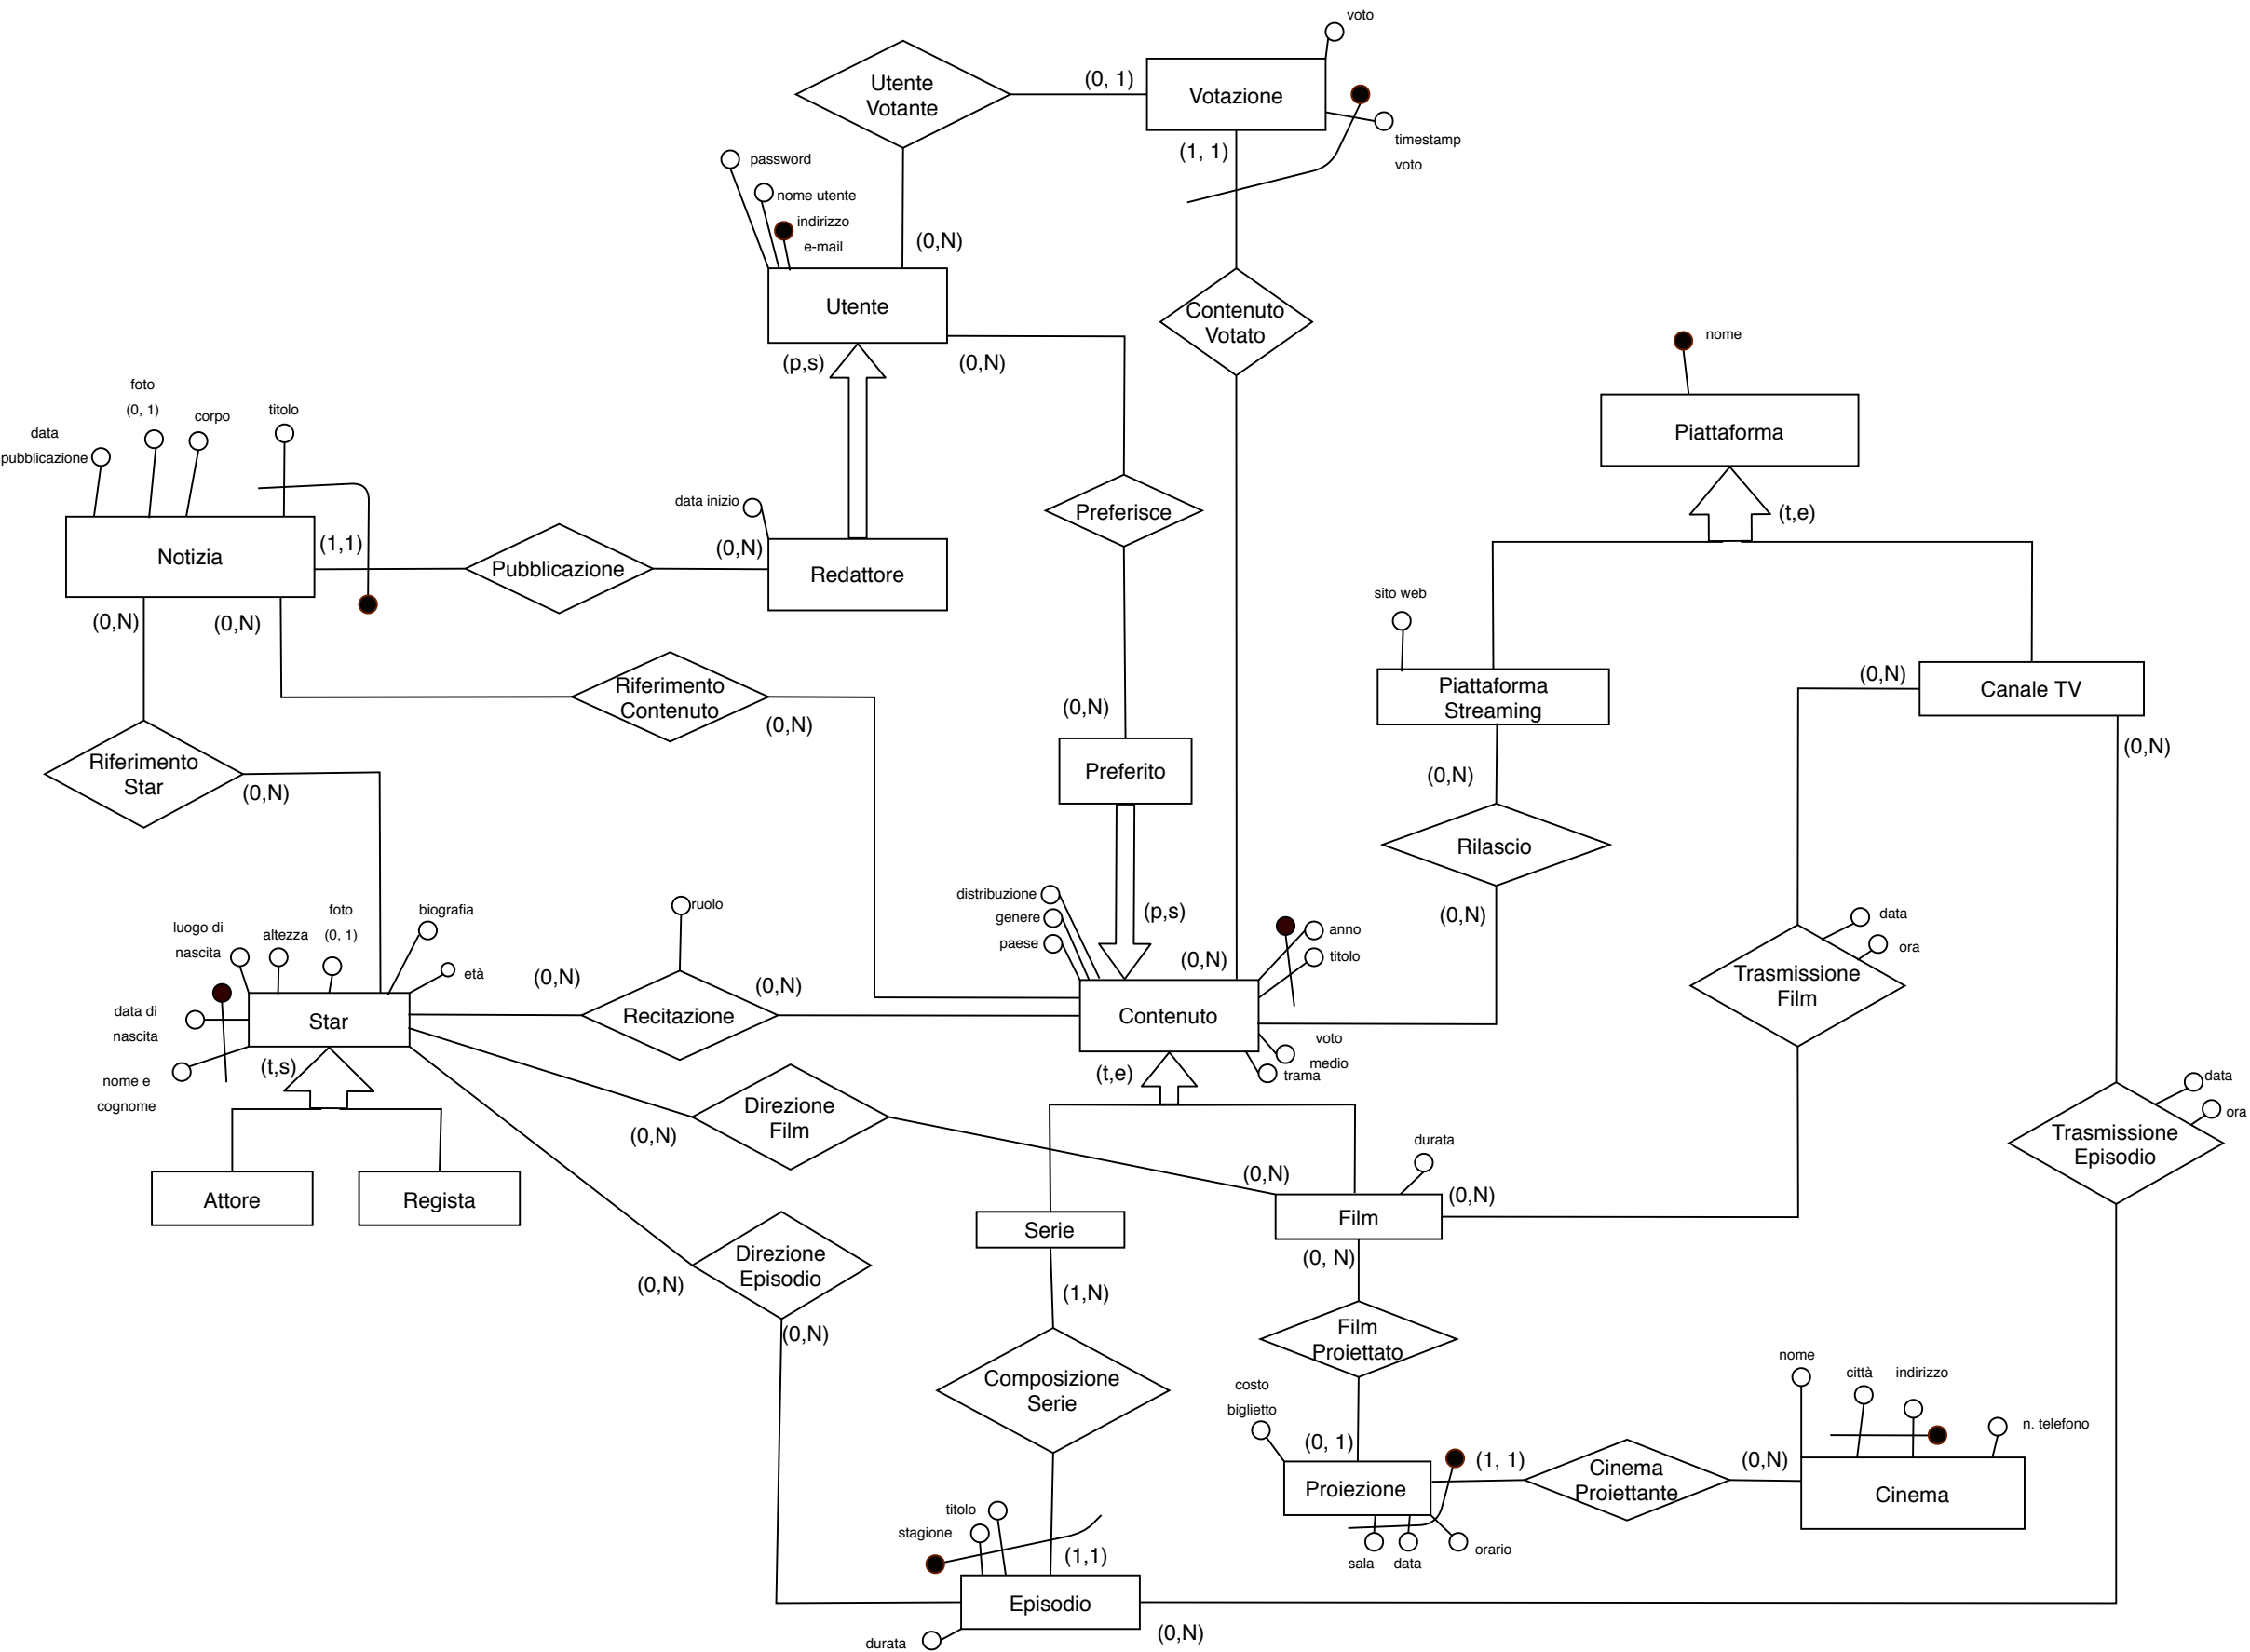 voto
Utente
Votante
(0, 1)
Votazione
timestamp
voto
(1, 1)
password
nome utente
indirizzo
e-mail
(0,N)
Utente
Contenuto
Votato
(p,s)
(0,N)
nome
Piattaforma
(t,e)
foto
(0, 1)
corpo
titolo
data
pubblicazione
Notizia
(1,1)
Pubblicazione
data inizio
(0,N)
Redattore
Preferisce
(0,N)
(0,N)
sito web
Piattaforma
Streaming
(0,N)
Canale TV
(0,N)
Riferimento
Contenuto
(0,N)
(0,N)
Preferito
(0,N)
Riferimento
Star
(0,N)
Rilascio
(0,N)
distribuzione
genere
paese
(p,s)
(0,N)
anno
titolo
data
ora
Trasmissione
Film
luogo di
nascita
altezza
foto
(0, 1)
biografia
età
ruolo
(0,N)
(0,N)
Recitazione
Contenuto
data di
nascita
Star
nome e
cognome
(t,s)
voto
medio
trama
(t,e)
Direzione
Film
(0,N)
(0,N)
durata
(0,N)
data
ora
Trasmissione
Episodio
Attore
Regista
Serie
Film
(0, N)
Direzione
Episodio
(0,N)
(0,N)
(1,N)
Film
Proiettato
Composizione
Serie
costo
biglietto
(0, 1)
nome
città
indirizzo
n. telefono
Proiezione
(1, 1)
Cinema
Proiettante
(0,N)
Cinema
sala
data
orario
titolo
stagione
(1,1)
Episodio
durata
(0,N)